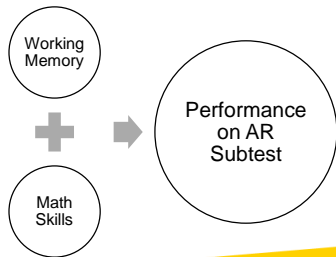 Working
Memory
Math
Skills
Performance
on AR
Subtest